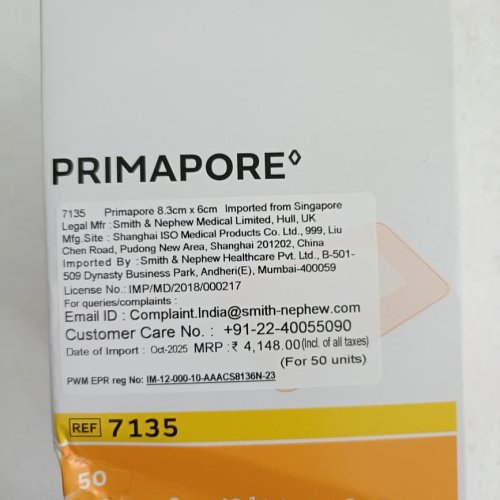 PRIMAPORE◊
7135 Primapore 8.3cm x 6cm Imported from Singapore
Legal Mfr : Smith & Nephew Medical Limited, Hull, UK
Mfg.Site : Shanghai ISO Medical Products Co. Ltd., 999, Liu
Chen Road, Pudong New Area, Shanghai 201202, China
Imported By : Smith & Nephew Healthcare Pvt. Ltd., B-501-
509 Dynasty Business Park, Andheri(E), Mumbai-400059
License No.: IMP/MD/2018/000217
For queries/complaints :
Email ID : Complaint.India@smith-nephew.com
Customer Care No. : +91-22-40055090
Date of Import : Oct-2025 MRP : ₹ 4,148.00 (Incl. of all taxes)
(For 50 units)
PWM EPR reg No: IM-12-000-10-AAACS8136N-23
REF 7135
50